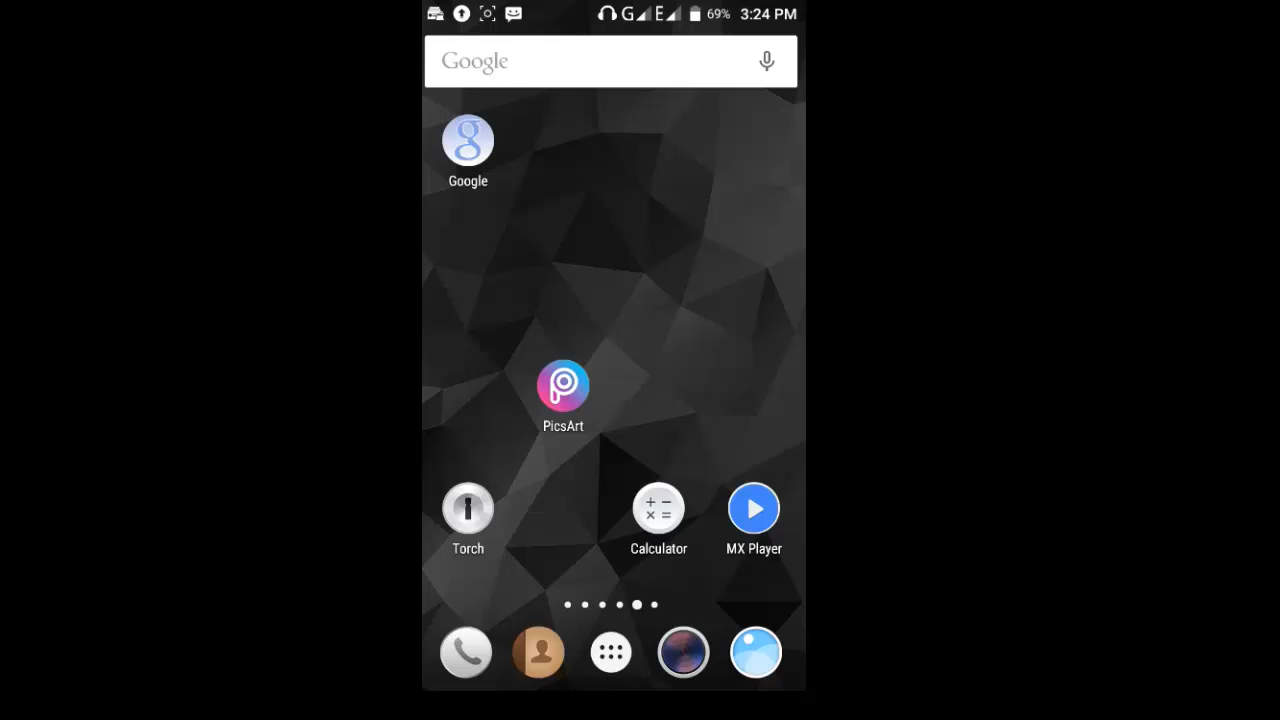 G E 69% 3:24 PM
Google
Google
PicsArt
Torch
Calculator
MX Player